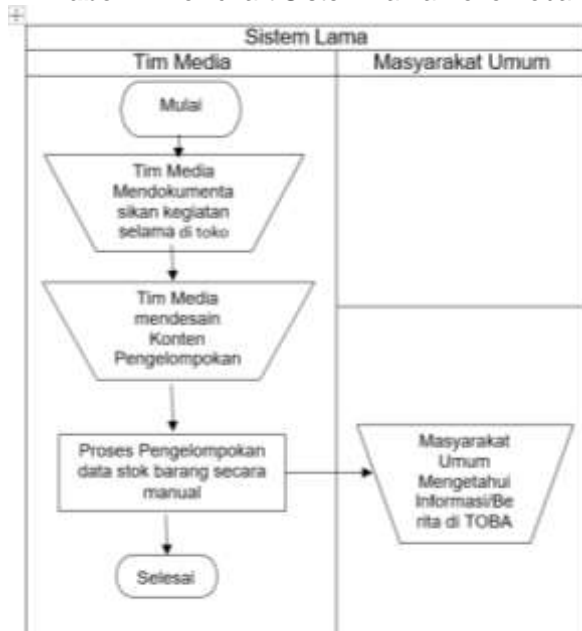 Sistem Lama
Tim Media
Masyarakat Umum
Mulai
Tim Media
Mendokumenta
sikan kegiatan
selama di toko
Tim Media
mendesain
Konten
Pengelompokan
Proses Pengelompokan
data stok barang secara
manual
Masyarakat
Umum
Mengetahui
Informasi/Be
rita di TOBA
Selesai